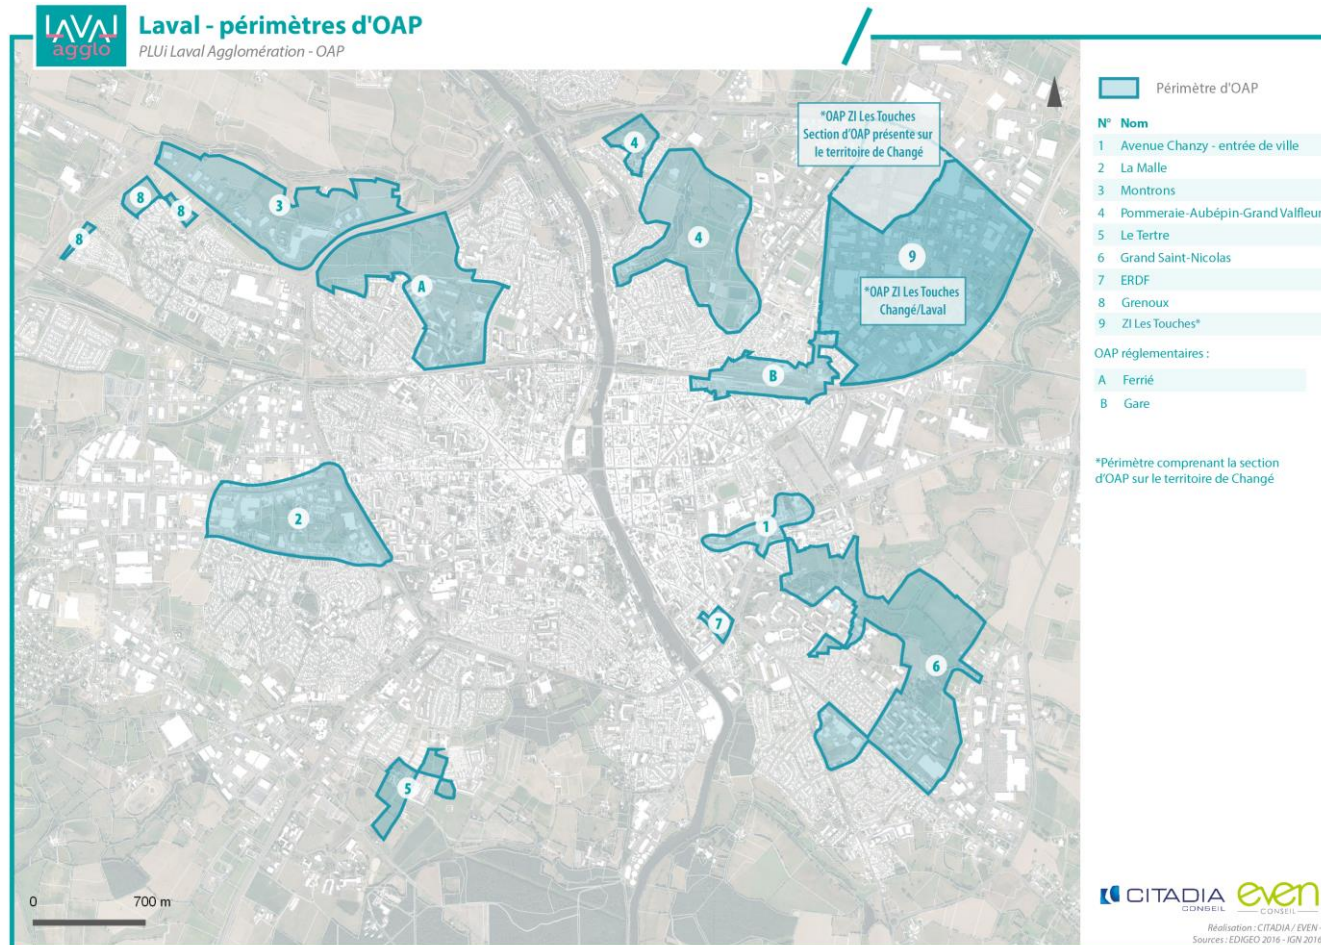 LAVAL
agglo
Laval - périmètres d'OAP
PLUi Laval Agglomération - OAP
*OAP ZI Les Touches
Section d'OAP présente sur
le territoire de Changé
4
8
8
8
3
4
A
9
*OAP ZI Les Touches
Changé/Laval
B
2
1
7
6
5
0
700 m
Périmètre d'OAP
N° Nom
1 Avenue Chanzy - entrée de ville
2 La Malle
3 Montrons
4 Pommeraie-Aubépin-Grand Valfleur
5 Le Tertre
6 Grand Saint-Nicolas
7 ERDF
8 Grenoux
9 ZI Les Touches*
OAP réglementaires :
A Ferrié
B Gare
*Périmètre comprenant la section
d'OAP sur le territoire de Changé
CITADIA
CONSEIL
even
CONSEIL
Réalisation : CITADIA / EVEN
Sources : EDIGEO 2016 - IGN 2016